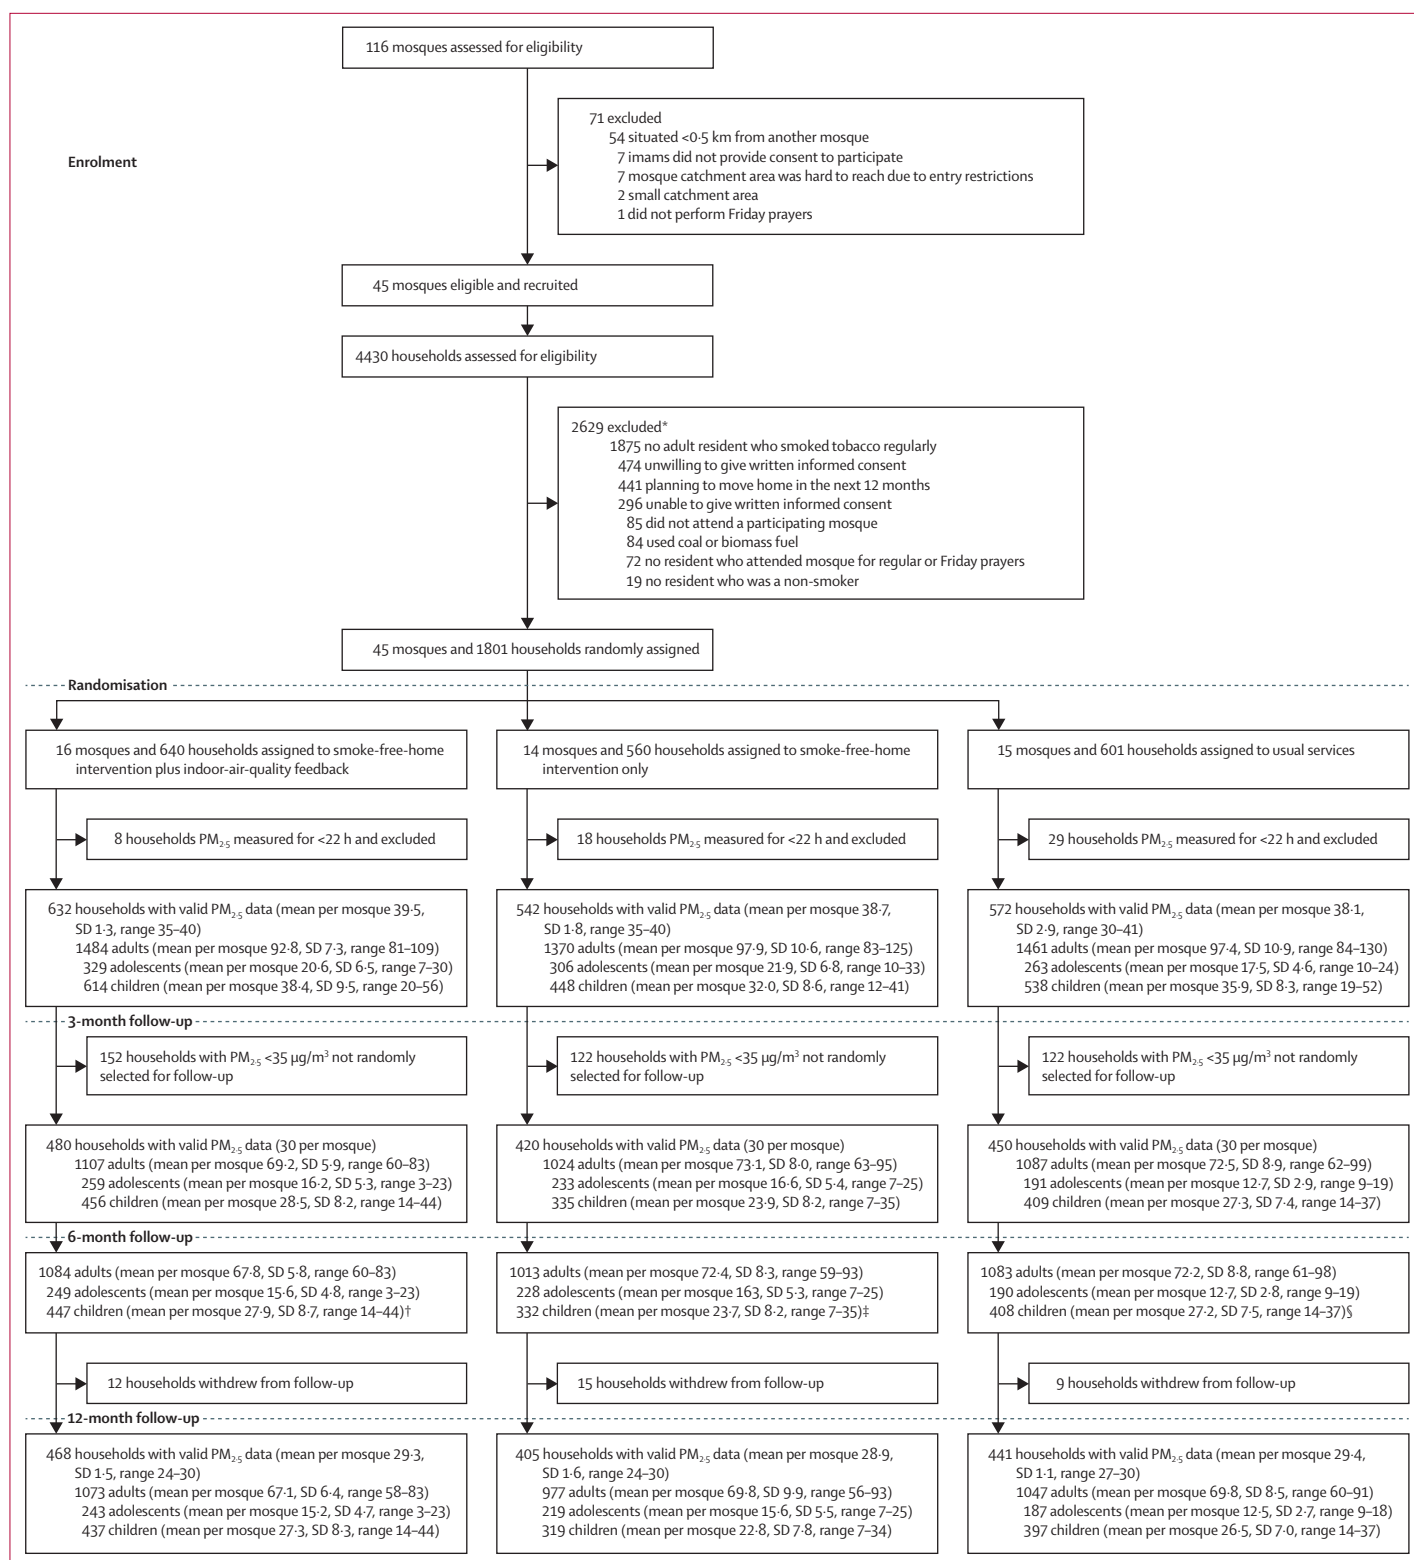 116 mosques assessed for eligibility
71 excluded
54 situated <0·5 km from another mosque
7 imams did not provide consent to participate
7 mosque catchment area was hard to reach due to entry restrictions
2 small catchment area
1 did not perform Friday prayers
Enrolment
45 mosques eligible and recruited
4430 households assessed for eligibility
2629 excluded*
1875 no adult resident who smoked tobacco regularly
474 unwilling to give written informed consent
441 planning to move home in the next 12 months
296 unable to give written informed consent
85 did not attend a participating mosque
84 used coal or biomass fuel
72 no resident who attended mosque for regular or Friday prayers
19 no resident who was a non-smoker
45 mosques and 1801 households randomly assigned
Randomisation
16 mosques and 640 households assigned to smoke-free-home
intervention plus indoor-air-quality feedback
14 mosques and 560 households assigned to smoke-free-home
intervention only
15 mosques and 601 households assigned to usual services
8 households PM2·5 measured for <22 h and excluded
18 households PM2·5 measured for <22 h and excluded
29 households PM2·5 measured for <22 h and excluded
632 households with valid PM2·5 data (mean per mosque 39·5,
SD 1·3, range 35–40)
1484 adults (mean per mosque 92·8, SD 7·3, range 81–109)
329 adolescents (mean per mosque 20·6, SD 6·5, range 7–30)
614 children (mean per mosque 38·4, SD 9·5, range 20–56)
542 households with valid PM2·5 data (mean per mosque 38·7,
SD 1·8, range 35–40)
1370 adults (mean per mosque 97·9, SD 10·6, range 83–125)
306 adolescents (mean per mosque 21·9, SD 6·8, range 10–33)
448 children (mean per mosque 32·0, SD 8·6, range 12–41)
572 households with valid PM2·5 data (mean per mosque 38·1,
SD 2·9, range 30–41)
1461 adults (mean per mosque 97·4, SD 10·9, range 84–130)
263 adolescents (mean per mosque 17·5, SD 4·6, range 10–24)
538 children (mean per mosque 35·9, SD 8·3, range 19–52)
3-month follow-up
152 households with PM2·5 <35 µg/m³ not randomly
selected for follow-up
122 households with PM2·5 <35 µg/m³ not randomly
selected for follow-up
122 households with PM2·5 <35 µg/m³ not randomly
selected for follow-up
480 households with valid PM2·5 data (30 per mosque)
1107 adults (mean per mosque 69·2, SD 5·9, range 60–83)
259 adolescents (mean per mosque 16·2, SD 5·3, range 3–23)
456 children (mean per mosque 28·5, SD 8·2, range 14–44)
420 households with valid PM2·5 data (30 per mosque)
1024 adults (mean per mosque 73·1, SD 8·0, range 63–95)
233 adolescents (mean per mosque 16·6, SD 5·4, range 7–25)
335 children (mean per mosque 23·9, SD 8·2, range 7–35)
450 households with valid PM2·5 data (30 per mosque)
1087 adults (mean per mosque 72·5, SD 8·9, range 62–99)
191 adolescents (mean per mosque 12·7, SD 2·9, range 9–19)
409 children (mean per mosque 27·3, SD 7·4, range 14–37)
6-month follow-up
1084 adults (mean per mosque 67·8, SD 5·8, range 60–83)
249 adolescents (mean per mosque 15·6, SD 4·8, range 3–23)
447 children (mean per mosque 27·9, SD 8·7, range 14–44)†
1013 adults (mean per mosque 72·4, SD 8·3, range 59–93)
228 adolescents (mean per mosque 163, SD 5·3, range 7–25)
332 children (mean per mosque 23·7, SD 8·2, range 7–35)‡
1083 adults (mean per mosque 72·2, SD 8·8, range 61–98)
190 adolescents (mean per mosque 12·7, SD 2·8, range 9–19)
408 children (mean per mosque 27·2, SD 7·5, range 14–37)§
12 households withdrew from follow-up
15 households withdrew from follow-up
9 households withdrew from follow-up
12-month follow-up
468 households with valid PM2·5 data (mean per mosque 29·3,
SD 1·5, range 24–30)
1073 adults (mean per mosque 67·1, SD 6·4, range 58–83)
243 adolescents (mean per mosque 15·2, SD 4·7, range 3–23)
437 children (mean per mosque 27·3, SD 8·3, range 14–44)
405 households with valid PM2·5 data (mean per mosque 28·9,
SD 1·6, range 24–30)
977 adults (mean per mosque 69·8, SD 9·9, range 56–93)
219 adolescents (mean per mosque 15·6, SD 5·5, range 7–25)
319 children (mean per mosque 22·8, SD 7·8, range 7–34)
441 households with valid PM2·5 data (mean per mosque 29·4,
SD 1·1, range 27–30)
1047 adults (mean per mosque 69·8, SD 8·5, range 60–91)
187 adolescents (mean per mosque 12·5, SD 2·7, range 9–18)
397 children (mean per mosque 26·5, SD 7·0, range 14–37)